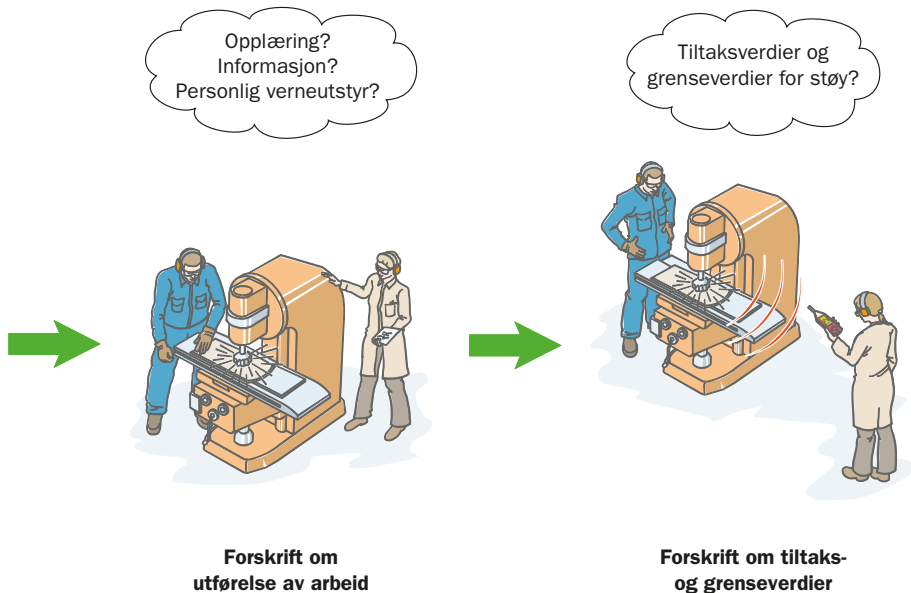 Opplæring?
Informasjon?
Personlig verneutstyr?
Tiltaksverdier og
grenseverdier for støy?
Forskrift om
utførelse av arbeid
Forskrift om tiltaks-
og grenseverdier